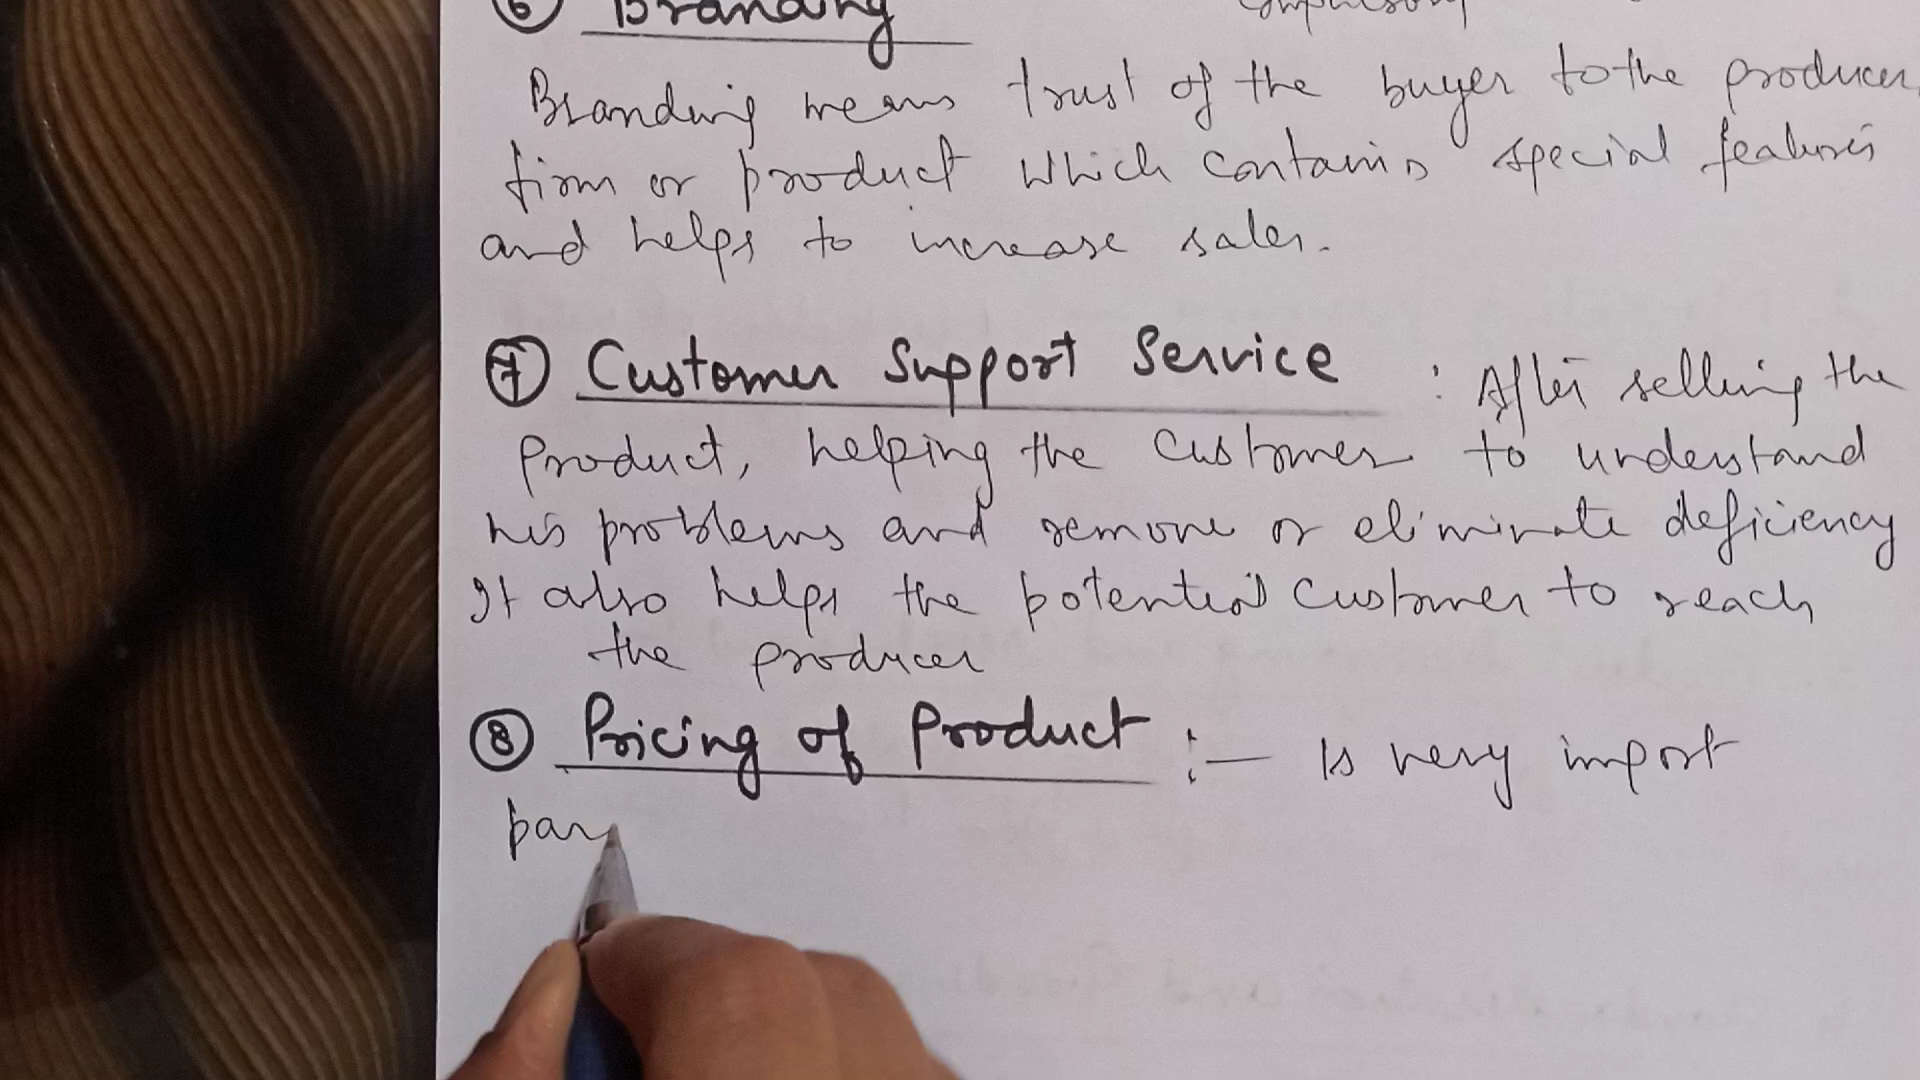 6 Branding compulsory
Branding means trust of the buyer to the producer,
firm or product which contains special features
and helps to increase sales.
7 Customer Support Service : After selling the
Product, helping the customer to understand
his problems and remove or eliminate deficiency
It also helps the potential customer to reach
the producer
8 Pricing of Product :- Is very import
par